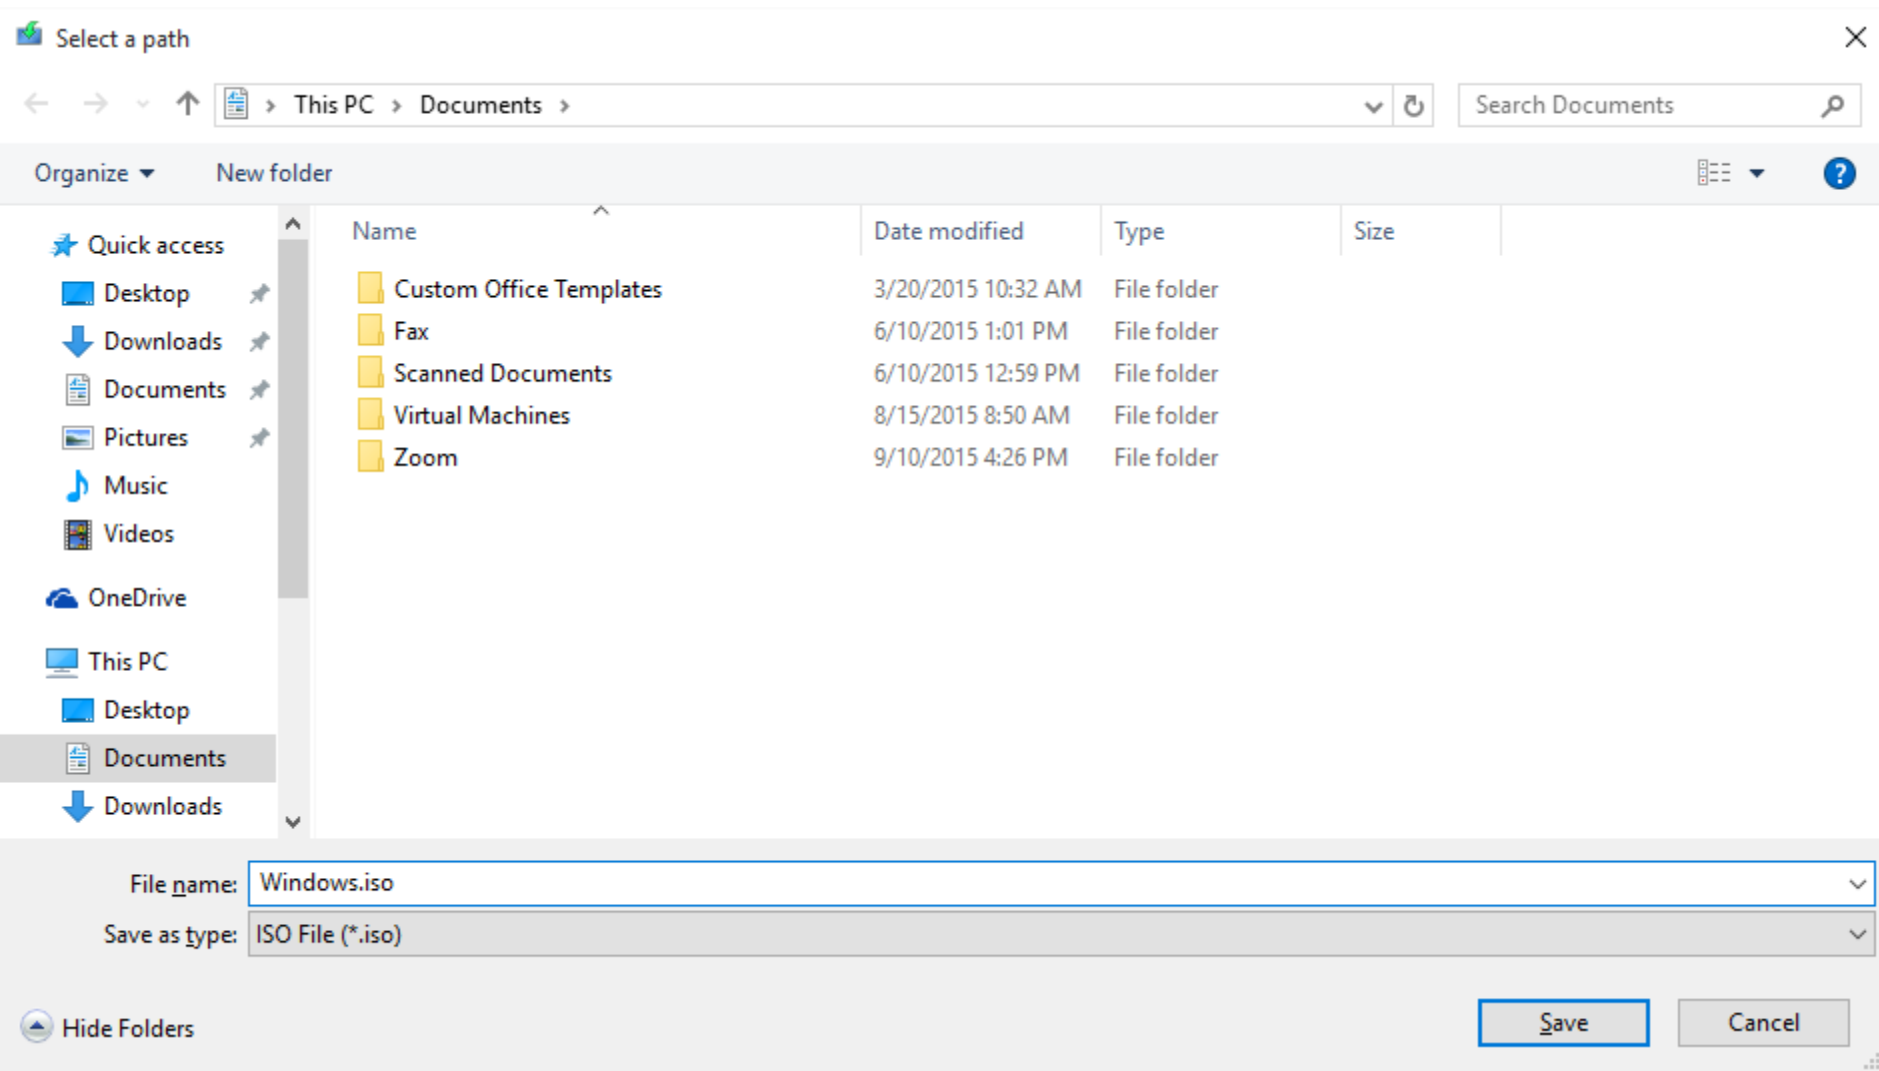 Select a path
This PC Documents
Search Documents
Organize New folder
?
Name Date modified Type Size
Quick access
Desktop
Downloads
Documents
Pictures
Music
Videos
OneDrive
This PC
Desktop
Documents
Downloads
Custom Office Templates 3/20/2015 10:32 AM File folder
Fax 6/10/2015 1:01 PM File folder
Scanned Documents 6/10/2015 12:59 PM File folder
Virtual Machines 8/15/2015 8:50 AM File folder
Zoom 9/10/2015 4:26 PM File folder
File name: Windows.iso
Save as type: ISO File (*.iso)
Hide Folders
Save Cancel